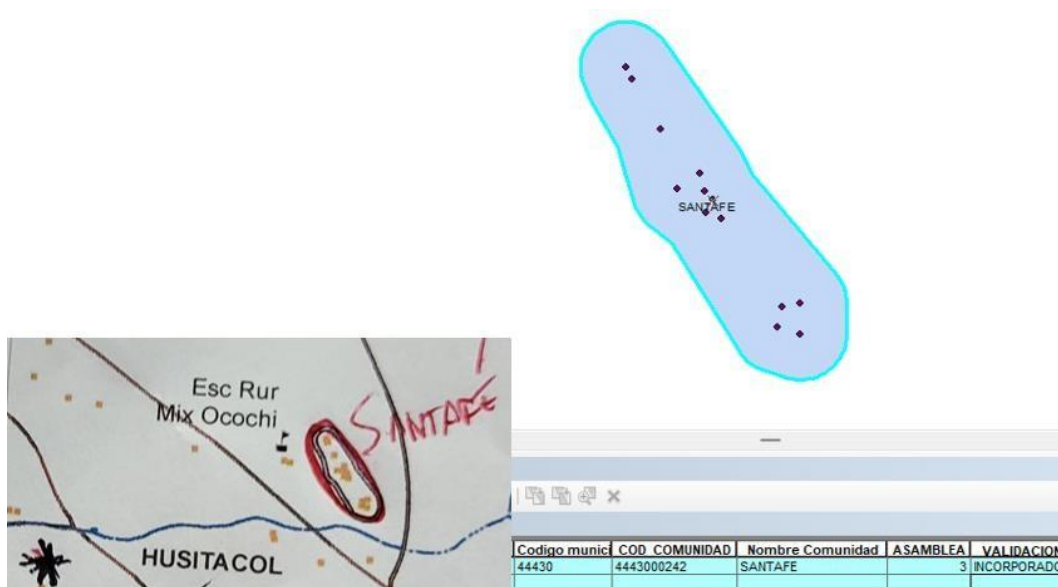 SANTAFE
Esc Rur
Mix Ocochi
SANTAFE
HUSITACOL
Codigo munici COD_COMUNIDAD Nombre Comunidad ASAMBLEA VALIDACION
44430 4443000242 SANTAFE 3 INCORPORADO